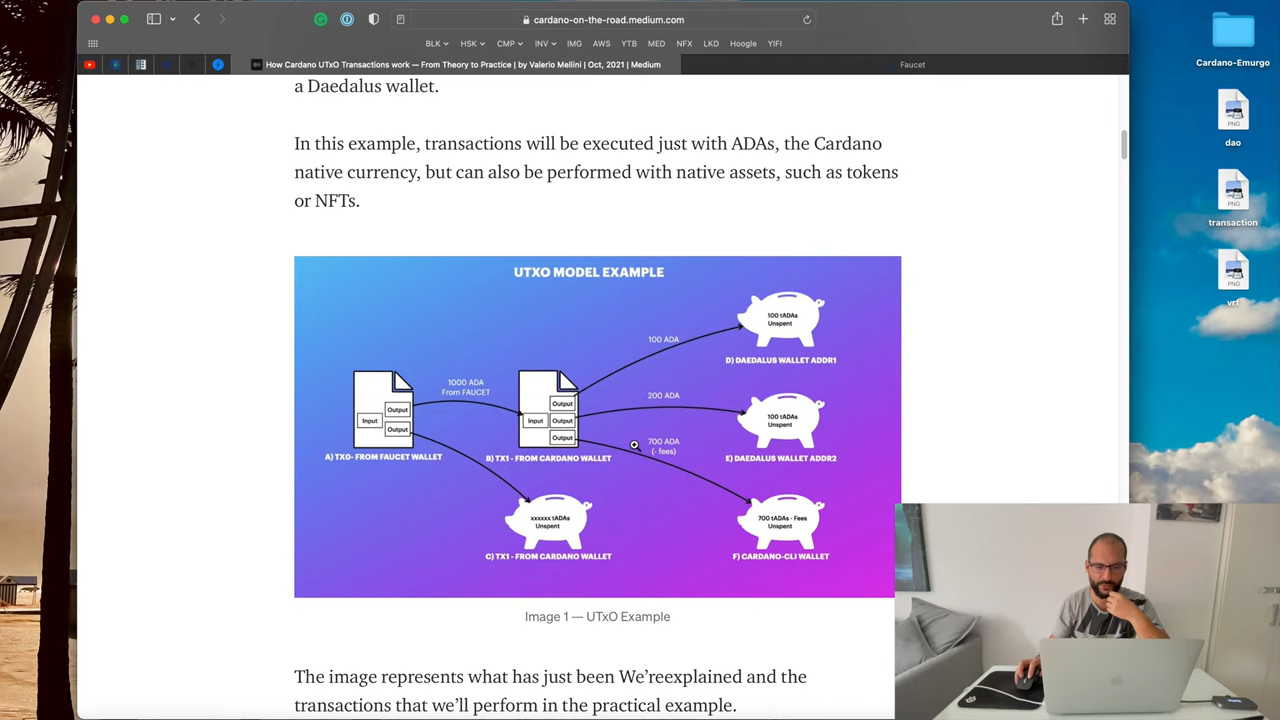 cardano-on-the-road.medium.com
BLK HSK CMP INV IMG AWS YTB MED NFX LKD Hoogle YIFI
How Cardano UTxO Transactions work — From Theory to Practice | by Valerio Mellini | Oct, 2021 | Medium
Faucet
a Daedalus wallet.
In this example, transactions will be executed just with ADAs, the Cardano
native currency, but can also be performed with native assets, such as tokens
or NFTs.
UTXO MODEL EXAMPLE
100 tADAs
Unspent
100 ADA
D) DAEDALUS WALLET ADDR1
1000 ADA
From FAUCET
200 ADA
Input
Output
Output
Input
Output
Output
Output
100 tADAs
Unspent
700 ADA
(- fees)
A) TX0- FROM FAUCET WALLET
B) TX1 - FROM CARDANO WALLET
E) DAEDALUS WALLET ADDR2
xxxxxx tADAs
Unspent
700 tADAs - Fees
Unspent
C) TX1 - FROM CARDANO WALLET
F) CARDANO-CLI WALLET
Image 1 — UTxO Example
The image represents what has just been We’reexplained and the
transactions that we’ll perform in the practical example.
Cardano-Emurgo
PNG
dao
PNG
transaction
PNG
vrf